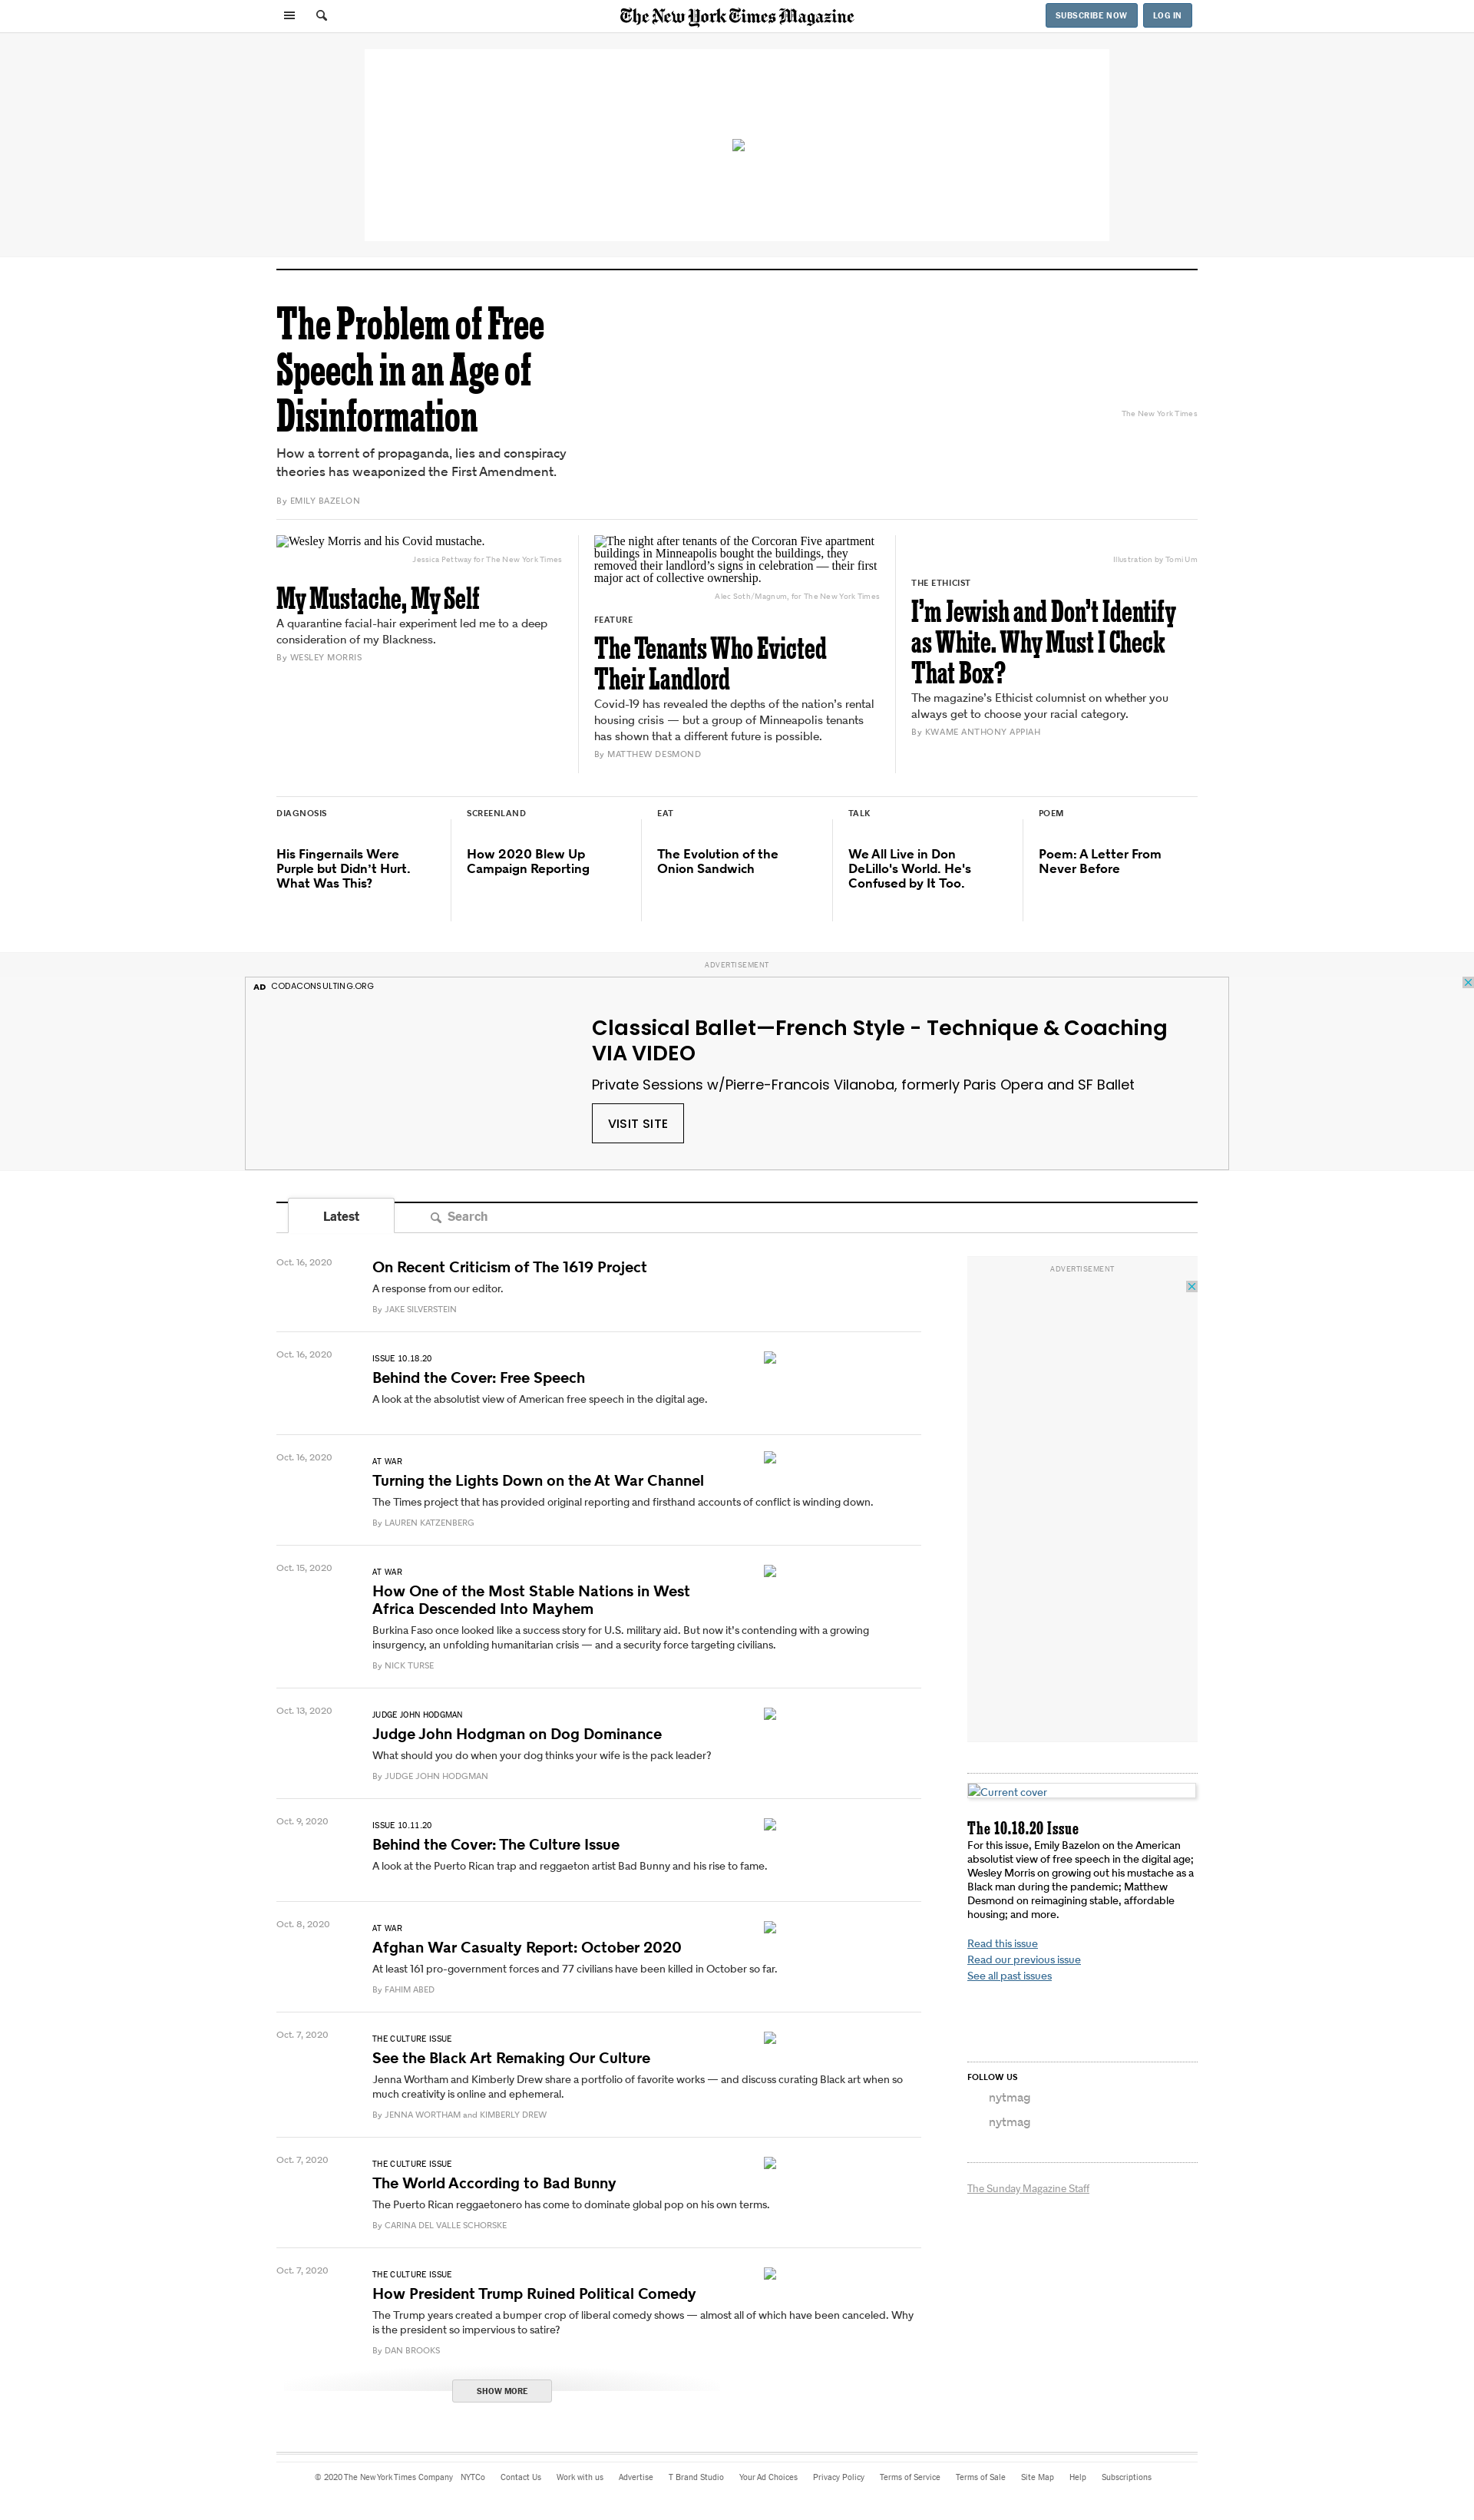 The New York Times Magazine
SUBSCRIBE NOW
LOG IN
The Problem of Free
Speech in an Age of
Disinformation
How a torrent of propaganda, lies and conspiracy
theories has weaponized the First Amendment.
By EMILY BAZELON
The New York Times
Wesley Morris and his Covid mustache.
Jessica Pettway for The New York Times
My Mustache, My Self
A quarantine facial-hair experiment led me to a deep
consideration of my Blackness.
By WESLEY MORRIS
The night after tenants of the Corcoran Five apartment
buildings in Minneapolis bought the buildings, they
removed their landlord’s signs in celebration — their first
major act of collective ownership.
Alec Soth/Magnum, for The New York Times
FEATURE
The Tenants Who Evicted
Their Landlord
Covid-19 has revealed the depths of the nation’s rental
housing crisis — but a group of Minneapolis tenants
has shown that a different future is possible.
By MATTHEW DESMOND
Illustration by Tomi Um
THE ETHICIST
I’m Jewish and Don’t Identify
as White. Why Must I Check
That Box?
The magazine’s Ethicist columnist on whether you
always get to choose your racial category.
By KWAME ANTHONY APPIAH
DIAGNOSIS
His Fingernails Were
Purple but Didn’t Hurt.
What Was This?
SCREENLAND
How 2020 Blew Up
Campaign Reporting
EAT
The Evolution of the
Onion Sandwich
TALK
We All Live in Don
DeLillo's World. He's
Confused by It Too.
POEM
Poem: A Letter From
Never Before
ADVERTISEMENT
AD CODACONSULTING.ORG
Classical Ballet—French Style - Technique & Coaching
VIA VIDEO
Private Sessions w/Pierre-Francois Vilanoba, formerly Paris Opera and SF Ballet
VISIT SITE
Latest
Search
Oct. 16, 2020
On Recent Criticism of The 1619 Project
A response from our editor.
By JAKE SILVERSTEIN
Oct. 16, 2020
ISSUE 10.18.20
Behind the Cover: Free Speech
A look at the absolutist view of American free speech in the digital age.
Oct. 16, 2020
AT WAR
Turning the Lights Down on the At War Channel
The Times project that has provided original reporting and firsthand accounts of conflict is winding down.
By LAUREN KATZENBERG
Oct. 15, 2020
AT WAR
How One of the Most Stable Nations in West
Africa Descended Into Mayhem
Burkina Faso once looked like a success story for U.S. military aid. But now it’s contending with a growing
insurgency, an unfolding humanitarian crisis — and a security force targeting civilians.
By NICK TURSE
Oct. 13, 2020
JUDGE JOHN HODGMAN
Judge John Hodgman on Dog Dominance
What should you do when your dog thinks your wife is the pack leader?
By JUDGE JOHN HODGMAN
Oct. 9, 2020
ISSUE 10.11.20
Behind the Cover: The Culture Issue
A look at the Puerto Rican trap and reggaeton artist Bad Bunny and his rise to fame.
Oct. 8, 2020
AT WAR
Afghan War Casualty Report: October 2020
At least 161 pro-government forces and 77 civilians have been killed in October so far.
By FAHIM ABED
Oct. 7, 2020
THE CULTURE ISSUE
See the Black Art Remaking Our Culture
Jenna Wortham and Kimberly Drew share a portfolio of favorite works — and discuss curating Black art when so
much creativity is online and ephemeral.
By JENNA WORTHAM and KIMBERLY DREW
Oct. 7, 2020
THE CULTURE ISSUE
The World According to Bad Bunny
The Puerto Rican reggaetonero has come to dominate global pop on his own terms.
By CARINA DEL VALLE SCHORSKE
Oct. 7, 2020
THE CULTURE ISSUE
How President Trump Ruined Political Comedy
The Trump years created a bumper crop of liberal comedy shows — almost all of which have been canceled. Why
is the president so impervious to satire?
By DAN BROOKS
SHOW MORE
ADVERTISEMENT
Current cover
The 10.18.20 Issue
For this issue, Emily Bazelon on the American
absolutist view of free speech in the digital age;
Wesley Morris on growing out his mustache as a
Black man during the pandemic; Matthew
Desmond on reimagining stable, affordable
housing; and more.
Read this issue
Read our previous issue
See all past issues
FOLLOW US
nytmag
nytmag
The Sunday Magazine Staff
© 2020 The New York Times Company NYTCo Contact Us Work with us Advertise T Brand Studio Your Ad Choices Privacy Policy Terms of Service Terms of Sale Site Map Help Subscriptions